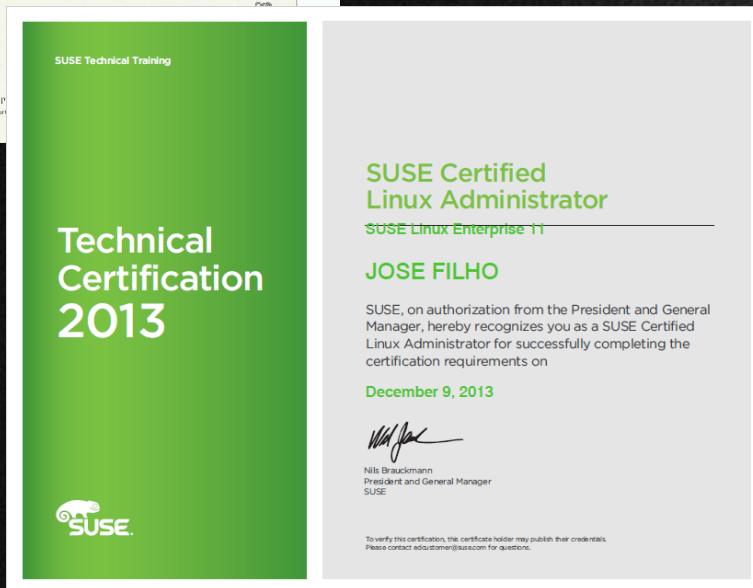 SUSE Technical Training
Technical
Certification
2013
SUSE.
SUSE Certified
Linux Administrator
SUSE Linux Enterprise 11
JOSE FILHO
SUSE, on authorization from the President and General
Manager, hereby recognizes you as a SUSE Certified
Linux Administrator for successfully completing the
certification requirements on
December 9, 2013
Nils Brauckmann
President and General Manager
SUSE
To verify this certification, this certificate holder may publish their credentials.
Please contact edcustomer@suse.com for questions.